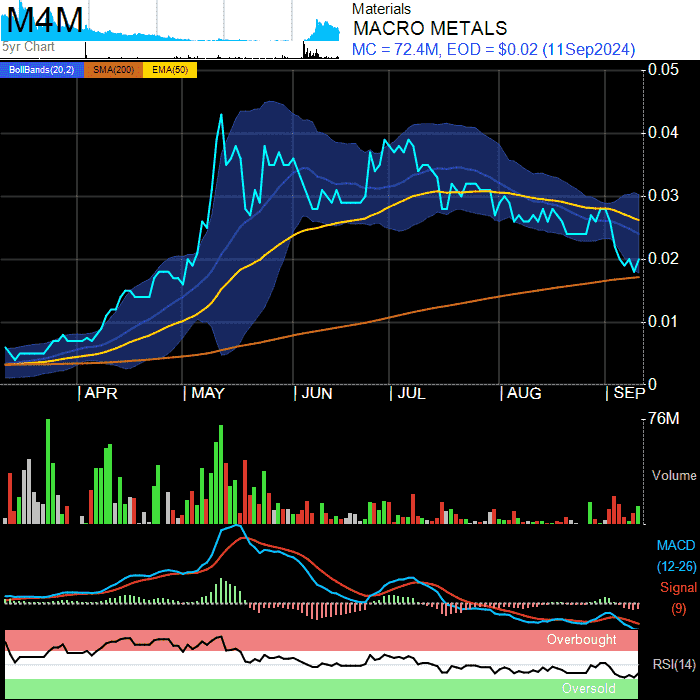 M4M
5yr Chart
Materials
MACRO METALS
MC = 72.4M, EOD = $0.02 (11Sep2024)
BollBands(20,2) SMA(200) EMA(50)
0.05
0.04
0.03
0.02
0.01
0
APR MAY JUN JUL AUG SEP
76M
Volume
MACD
(12-26)
Signal
(9)
Overbought
RSI(14)
Oversold